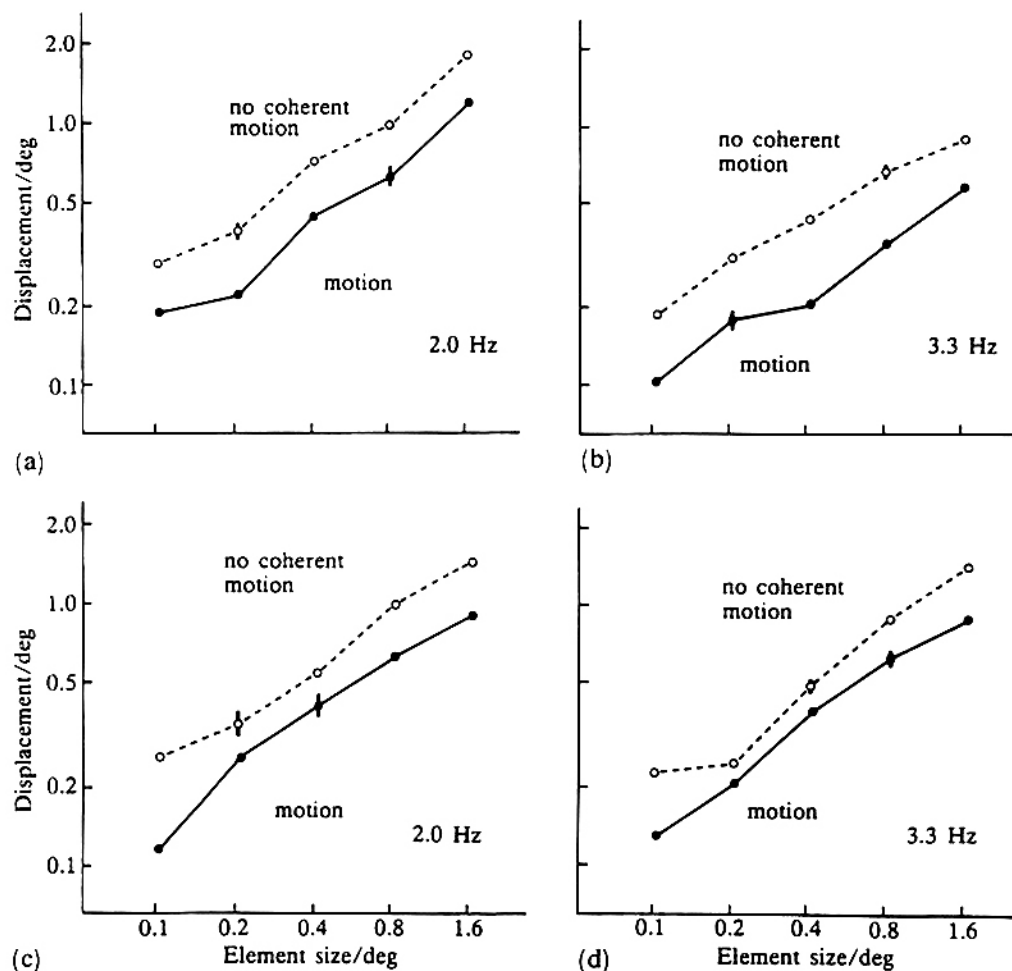 2.0
1.0
0.5
0.2
0.1
Displacement/deg
no coherent
motion
motion
2.0 Hz
(a)
no coherent
motion
motion
3.3 Hz
(b)
2.0
1.0
0.5
0.2
0.1
Displacement/deg
no coherent
motion
motion
2.0 Hz
0.1 0.2 0.4 0.8 1.6
Element size/deg
(c)
no coherent
motion
motion
3.3 Hz
0.1 0.2 0.4 0.8 1.6
Element size/deg
(d)